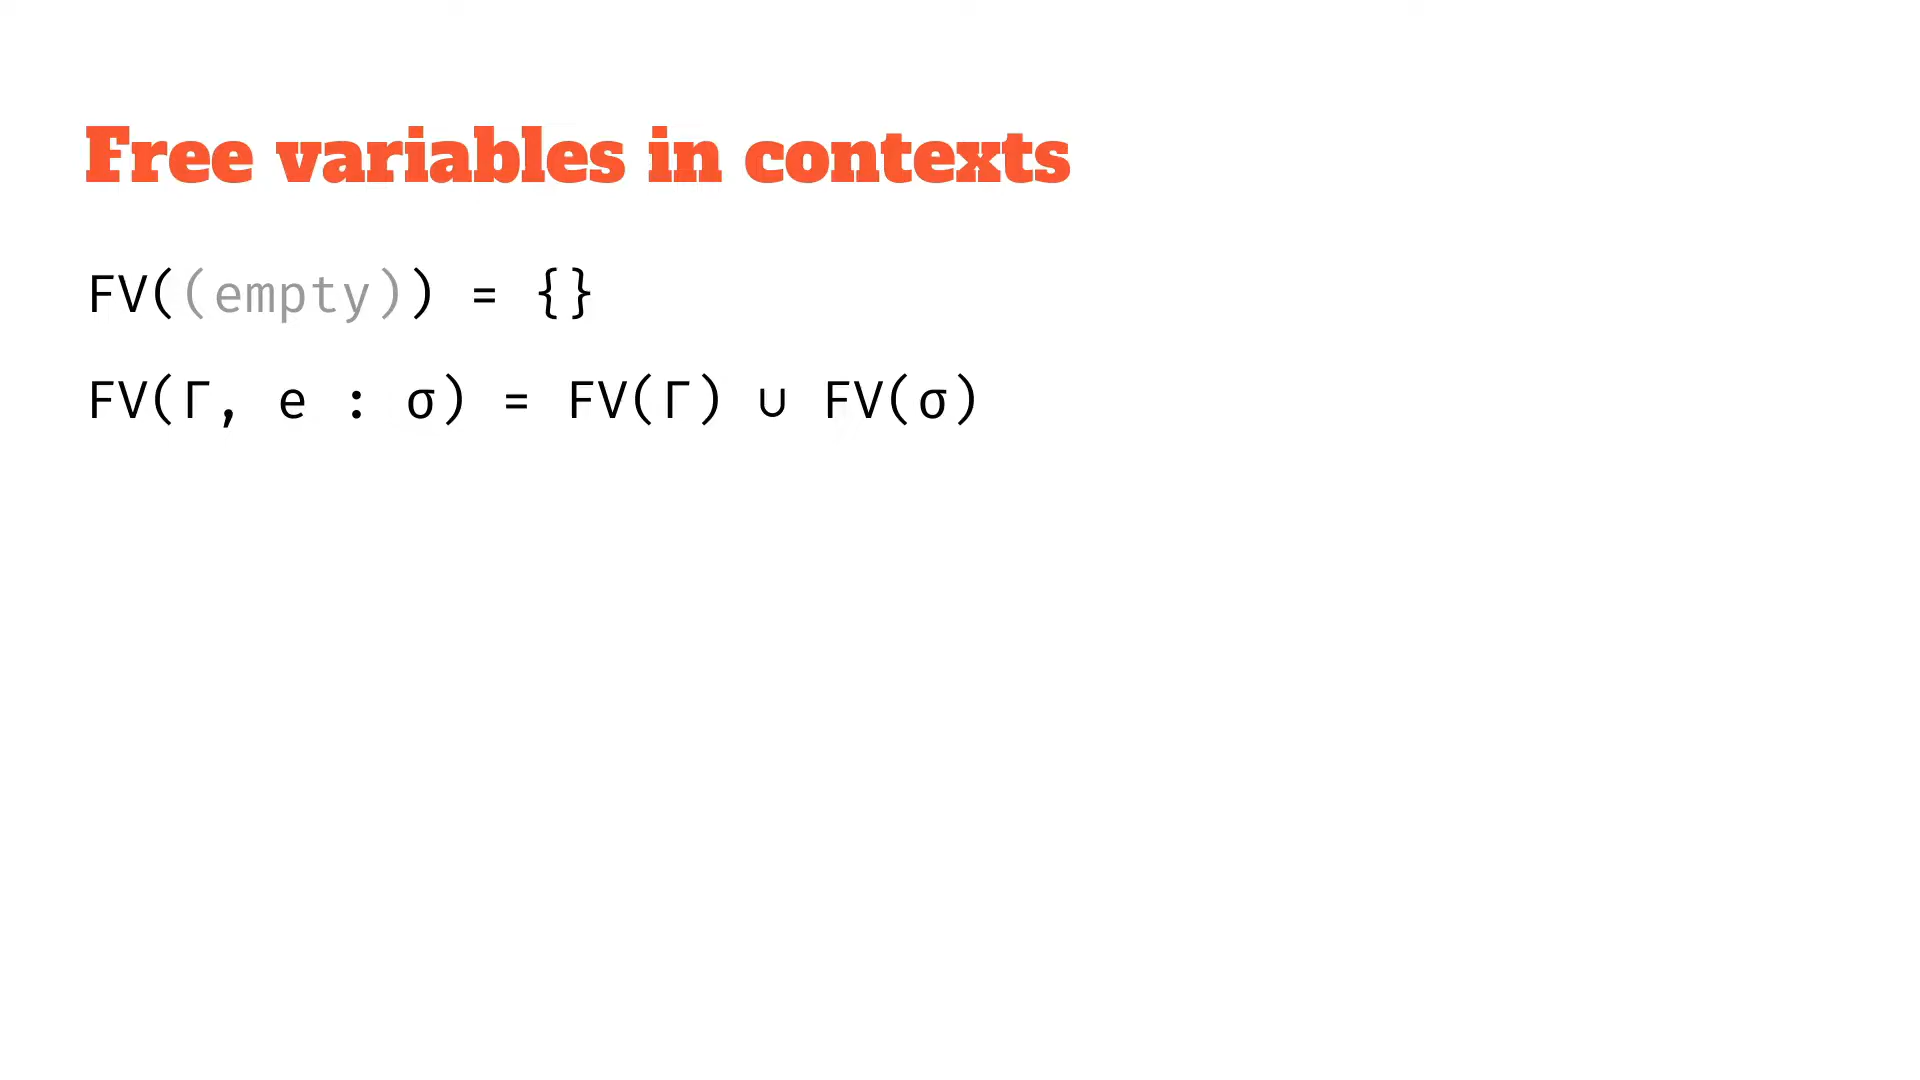 Free variables in contexts
FV((empty)) = {}
FV(Γ, e : σ) = FV(Γ) ∪ FV(σ)